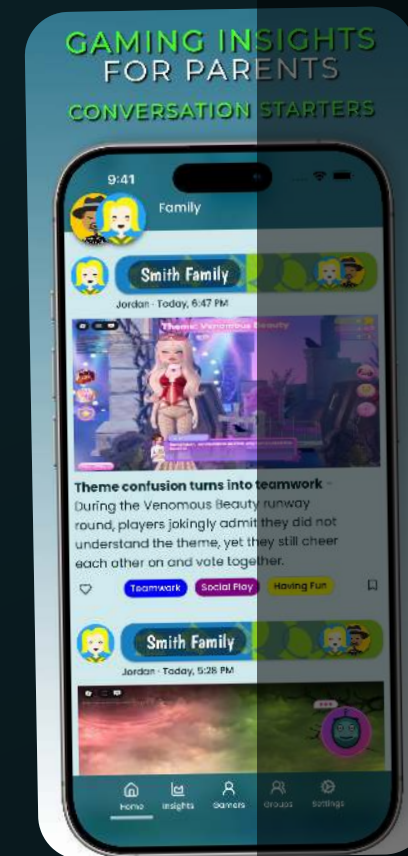 GAMING INSIGHTS
FOR PARENTS
CONVERSATION STARTERS
9:41
Family
Smith Family
Jordan · Today, 6:47 PM
Theme: Venomous Beauty
Theme confusion turns into teamwork -
During the Venomous Beauty runway
round, players jokingly admit they did not
understand the theme, yet they still cheer
each other on and vote together.
Teamwork Social Play Having Fun
Smith Family
Jordan · Today, 5:28 PM
Home Insights Gamers Groups Settings